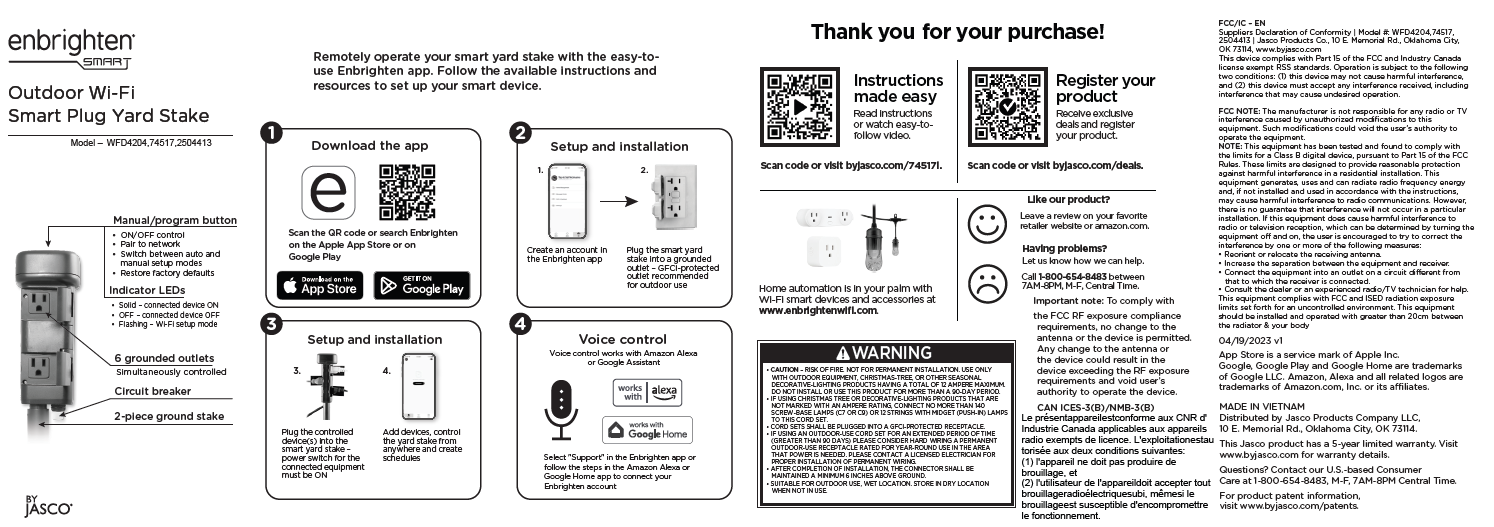 enbrighten®
SMART
Outdoor Wi-Fi
Smart Plug Yard Stake
Model – WFD4204,74517,2504413
Manual/program button
• ON/OFF control
• Pair to network
• Switch between auto and
manual setup modes
• Restore factory defaults
Indicator LEDs
• Solid – connected device ON
• OFF – connected device OFF
• Flashing – Wi-Fi setup mode
6 grounded outlets
Simultaneously controlled
Circuit breaker
2-piece ground stake
BY
JASCO®
Remotely operate your smart yard stake with the easy-to-
use Enbrighten app. Follow the available instructions and
resources to set up your smart device.
1
Download the app
e
Scan the QR code or search Enbrighten
on the Apple App Store or on
Google Play
Download on the
App Store
GET IT ON
Google Play
2
Setup and installation
1.
2.
Create an account in
the Enbrighten app
Plug the smart yard
stake into a grounded
outlet – GFCI-protected
outlet recommended
for outdoor use
3
Setup and installation
3.
4.
Plug the controlled
device(s) into the
smart yard stake –
power switch for the
connected equipment
must be ON
Add devices, control
the yard stake from
anywhere and create
schedules
4
Voice control
Voice control works with Amazon Alexa
or Google Assistant
works
with
alexa
works with
Google Home
Select "Support" in the Enbrighten app or
follow the steps in the Amazon Alexa or
Google Home app to connect your
Enbrighten account
Thank you for your purchase!
Instructions
made easy
Read instructions
or watch easy-to-
follow video.
Scan code or visit byjasco.com/74517i.
Register your
product
Receive exclusive
deals and register
your product.
Scan code or visit byjasco.com/deals.
Home automation is in your palm with
Wi-Fi smart devices and accessories at
www.enbrightenwifi.com.
Like our product?
Leave a review on your favorite
retailer website or amazon.com.
Having problems?
Let us know how we can help.
Call 1-800-654-8483 between
7AM-8PM, M-F, Central Time.
Important note: To comply with
the FCC RF exposure compliance
requirements, no change to the
antenna or the device is permitted.
Any change to the antenna or
the device could result in the
device exceeding the RF exposure
requirements and void user's
authority to operate the device.
CAN ICES-3(B)/NMB-3(B)
Le présentappareilestconforme aux CNR d'
Industrie Canada applicables aux appareils
radio exempts de licence. L'exploitationestau
torisée aux deux conditions suivantes:
(1) l'appareil ne doit pas produire de
brouillage, et
(2) l'utilisateur de l'appareildoit accepter tout
brouillageradioélectriquesubi, mêmesi le
brouillageest susceptible d'encompromettre
le fonctionnement.
WARNING
• CAUTION – RISK OF FIRE. NOT FOR PERMANENT INSTALLATION. USE ONLY
WITH OUTDOOR EQUIPMENT, CHRISTMAS-TREE, OR OTHER SEASONAL
DECORATIVE-LIGHTING PRODUCTS HAVING A TOTAL OF 12 AMPERE MAXIMUM.
DO NOT INSTALL OR USE THIS PRODUCT FOR MORE THAN A 90-DAY PERIOD.
• IF USING CHRISTMAS TREE OR DECORATIVE-LIGHTING PRODUCTS THAT ARE
NOT MARKED WITH AN AMPERE RATING, CONNECT NO MORE THAN 140
SCREW-BASE LAMPS (C7 OR C9) OR 12 STRINGS WITH MIDGET (PUSH-IN) LAMPS
TO THIS CORD SET.
• CORD SETS SHALL BE PLUGGED INTO A GFCI-PROTECTED RECEPTACLE.
• IF USING AN OUTDOOR-USE CORD SET FOR AN EXTENDED PERIOD OF TIME
(GREATER THAN 90 DAYS) PLEASE CONSIDER HARD WIRING A PERMANENT
OUTDOOR-USE RECEPTACLE RATED FOR YEAR-ROUND USE IN THE AREA
THAT POWER IS NEEDED. PLEASE CONTACT A LICENSED ELECTRICIAN FOR
PROPER INSTALLATION OF PERMANENT WIRING.
• AFTER COMPLETION OF INSTALLATION, THE CONNECTOR SHALL BE
MAINTAINED A MINIMUM 6 INCHES ABOVE GROUND.
• SUITABLE FOR OUTDOOR USE, WET LOCATION. STORE IN DRY LOCATION
WHEN NOT IN USE.
FCC/IC – EN
Suppliers Declaration of Conformity | Model #: WFD4204,74517,
2504413 | Jasco Products Co., 10 E. Memorial Rd., Oklahoma City,
OK 73114, www.byjasco.com
This device complies with Part 15 of the FCC and Industry Canada
license exempt RSS standards. Operation is subject to the following
two conditions: (1) this device may not cause harmful interference,
and (2) this device must accept any interference received, including
interference that may cause undesired operation.
FCC NOTE: The manufacturer is not responsible for any radio or TV
interference caused by unauthorized modifications to this
equipment. Such modifications could void the user's authority to
operate the equipment.
NOTE: This equipment has been tested and found to comply with
the limits for a Class B digital device, pursuant to Part 15 of the FCC
Rules. These limits are designed to provide reasonable protection
against harmful interference in a residential installation. This
equipment generates, uses and can radiate radio frequency energy
and, if not installed and used in accordance with the instructions,
may cause harmful interference to radio communications. However,
there is no guarantee that interference will not occur in a particular
installation. If this equipment does cause harmful interference to
radio or television reception, which can be determined by turning the
equipment off and on, the user is encouraged to try to correct the
interference by one or more of the following measures:
• Reorient or relocate the receiving antenna.
• Increase the separation between the equipment and receiver.
• Connect the equipment into an outlet on a circuit different from
that to which the receiver is connected.
• Consult the dealer or an experienced radio/TV technician for help.
This equipment complies with FCC and ISED radiation exposure
limits set forth for an uncontrolled environment. This equipment
should be installed and operated with greater than 20cm between
the radiator & your body
04/19/2023 v1
App Store is a service mark of Apple Inc.
Google, Google Play and Google Home are trademarks
of Google LLC. Amazon, Alexa and all related logos are
trademarks of Amazon.com, Inc. or its affiliates.
MADE IN VIETNAM
Distributed by Jasco Products Company LLC,
10 E. Memorial Rd., Oklahoma City, OK 73114.
This Jasco product has a 5-year limited warranty. Visit
www.byjasco.com for warranty details.
Questions? Contact our U.S.-based Consumer
Care at 1-800-654-8483, M-F, 7AM-8PM Central Time.
For product patent information,
visit www.byjasco.com/patents.